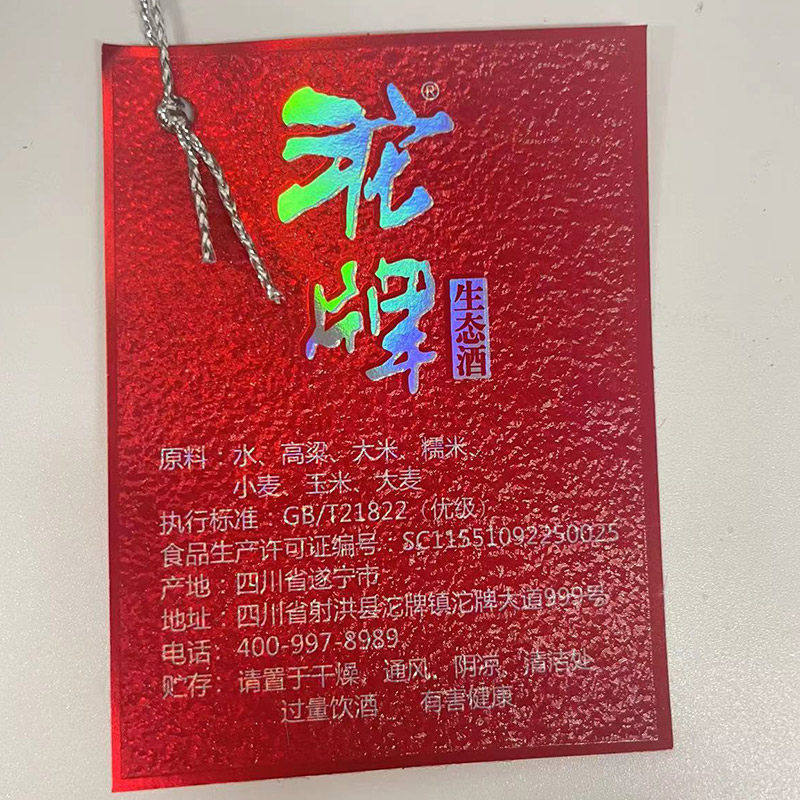 沱牌®
生态酒
原料：水、高粱、大米、糯米、
小麦、玉米、大麦
执行标准：GB/T21822（优级）
食品生产许可证编号：SC11551092250025
产地：四川省遂宁市
地址：四川省射洪县沱牌镇沱牌大道999号
电话：400-997-8989
贮存：请置于干燥、通风、阴凉、清洁处
过量饮酒 有害健康